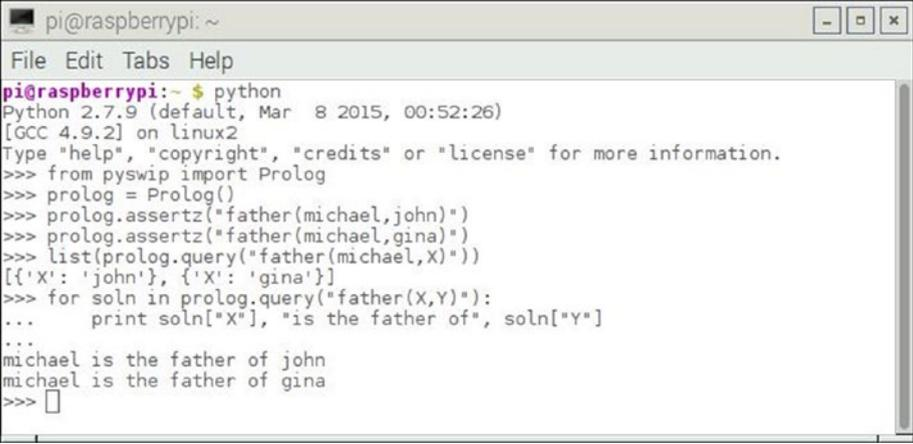 pi@raspberrypi: ~
File Edit Tabs Help
pi@raspberrypi:~ $ python
Python 2.7.9 (default, Mar  8 2015, 00:52:26)
[GCC 4.9.2] on linux2
Type "help", "copyright", "credits" or "license" for more information.
>>> from pyswip import Prolog
>>> prolog = Prolog()
>>> prolog.assertz("father(michael,john)")
>>> prolog.assertz("father(michael,gina)")
>>> list(prolog.query("father(michael,X)"))
[{'X': 'john'}, {'X': 'gina'}]
>>> for soln in prolog.query("father(X,Y)"):
...     print soln["X"], "is the father of", soln["Y"]
...
michael is the father of john
michael is the father of gina
>>>